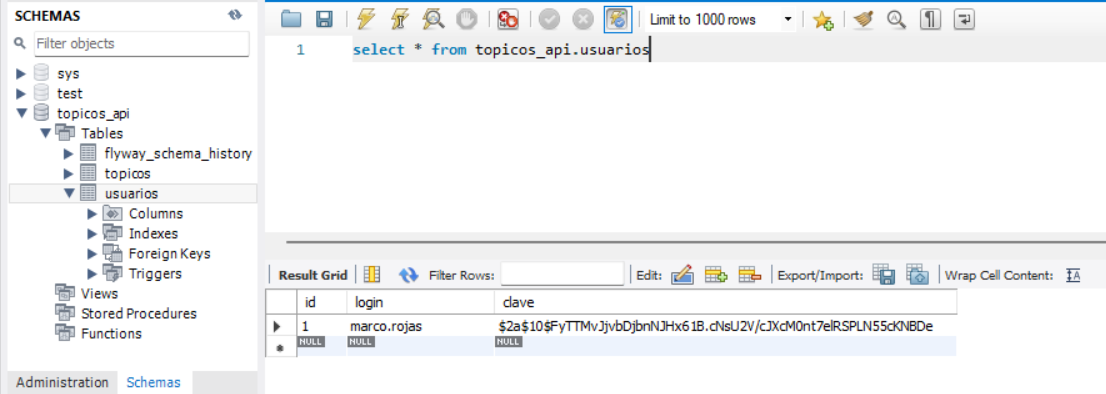 SCHEMAS
Filter objects
sys
test
topicos_api
Tables
flyway_schema_history
topicos
usuarios
Columns
Indexes
Foreign Keys
Triggers
Views
Stored Procedures
Functions
Administration Schemas
Limit to 1000 rows
1 select * from topicos_api.usuarios
Result Grid Filter Rows: Edit: Export/Import: Wrap Cell Content: IA
id login clave
1 marco.rojas $2a$10$FyTTMvJjvbDjbnNJHx61B.cNsU2V/cJXcM0nt7elRSPLN55cKNBDe
NULL NULL NULL